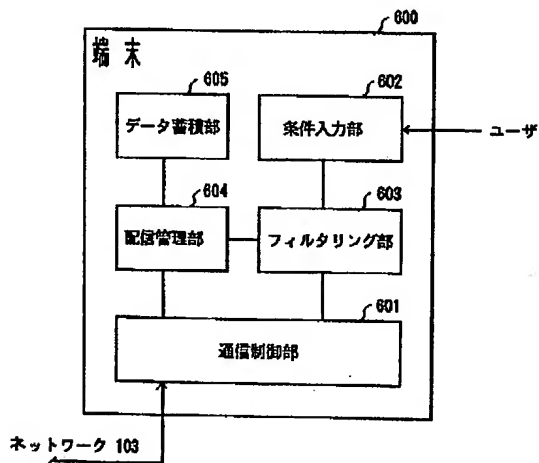 600
端末
605
データ蓄積部
602
条件入力部
ユーザ
604
配信管理部
603
フィルタリング部
601
通信制御部
ネットワーク 103